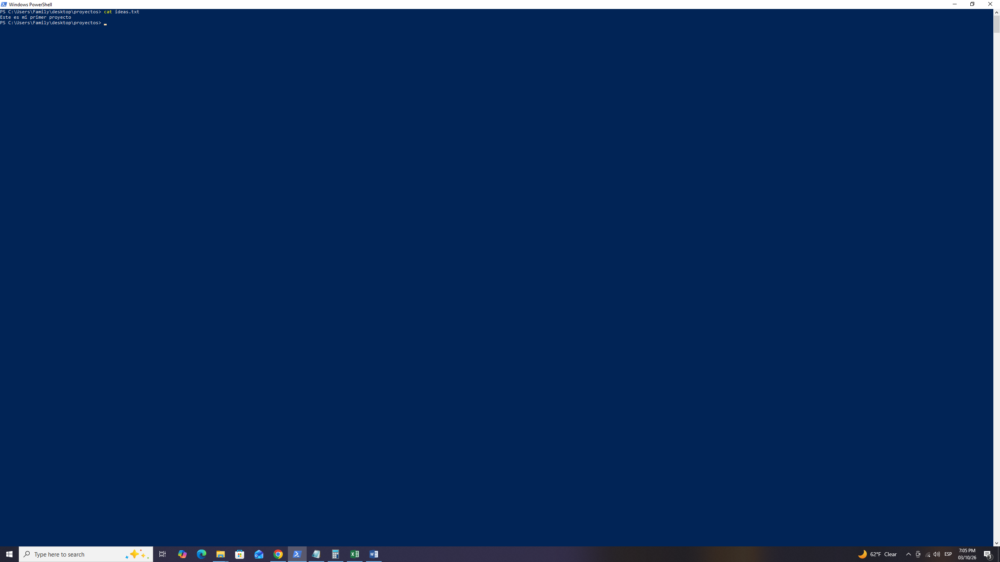 Windows PowerShell
PS C:\Users\Family\desktop\proyectos> cat ideas.txt
Este es mi primer proyecto
PS C:\Users\Family\desktop\proyectos>
Type here to search
62°F Clear
ESP
7:05 PM
03/10/26
3